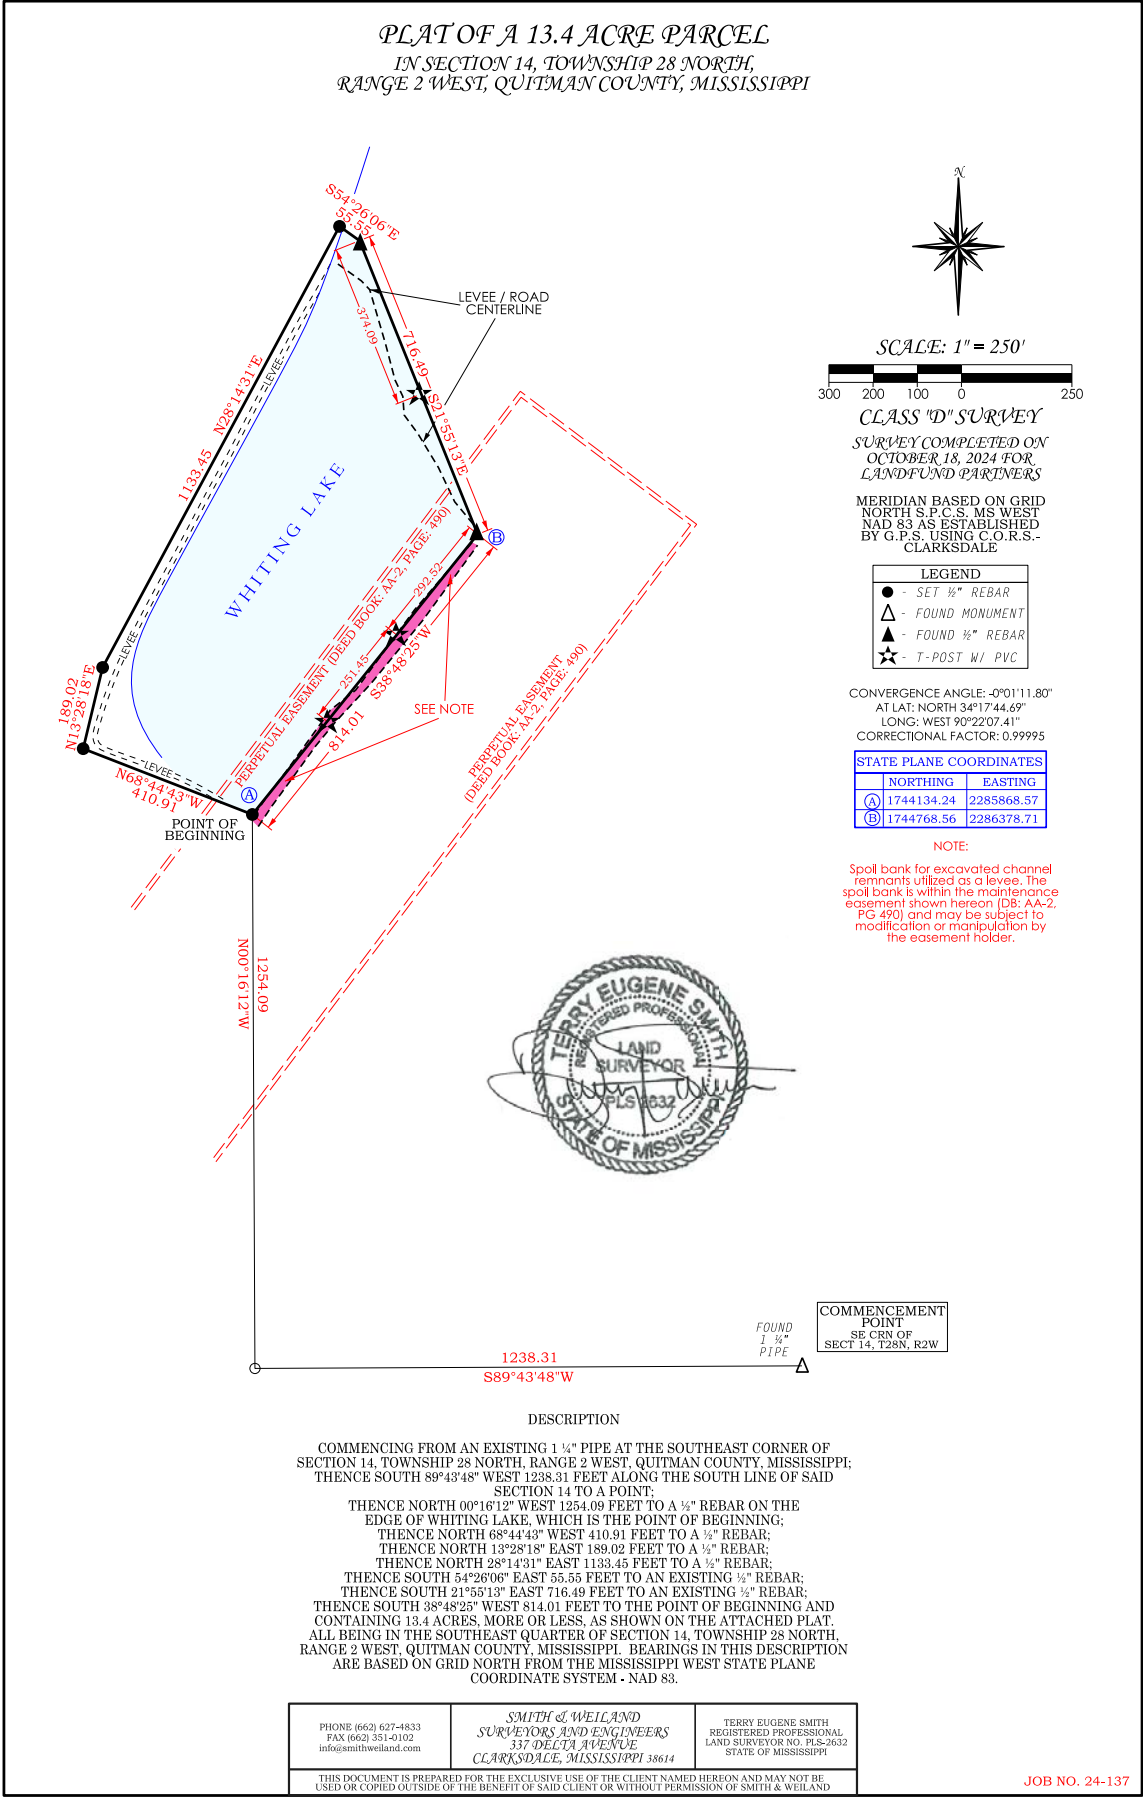 PLAT OF A 13.4 ACRE PARCEL
IN SECTION 14, TOWNSHIP 28 NORTH,
RANGE 2 WEST, QUITMAN COUNTY, MISSISSIPPI
N
SCALE: 1" = 250'
300 200 100 0 250
CLASS "D" SURVEY
SURVEY COMPLETED ON
OCTOBER 18, 2024 FOR
LANDFUND PARTNERS
MERIDIAN BASED ON GRID
NORTH S.P.C.S. MS WEST
NAD 83 AS ESTABLISHED
BY G.P.S. USING C.O.R.S.-
CLARKSDALE
LEGEND
- SET ½" REBAR
- FOUND MONUMENT
- FOUND ½" REBAR
- T-POST W/ PVC
CONVERGENCE ANGLE: -0°01'11.80"
AT LAT: NORTH 34°17'44.69"
LONG: WEST 90°22'07.41"
CORRECTIONAL FACTOR: 0.99995
STATE PLANE COORDINATES
NORTHING EASTING
A 1744134.24 2285868.57
B 1744768.56 2286378.71
NOTE:
Spoil bank for excavated channel
remnants utilized as a levee. The
spoil bank is within the maintenance
easement shown hereon (DB: AA-2,
PG 490) and may be subject to
modification or manipulation by
the easement holder.
S54°26'06"E
55.55
LEVEE / ROAD
CENTERLINE
374.09
716.49
S21°55'13"E
N28°14'31"E
1133.45
LEVEE
WHITING LAKE
LEVEE
189.02
N13°28'18"E
LEVEE
N68°44'43"W
410.91
A
B
POINT OF
BEGINNING
PERPETUAL EASEMENT (DEED BOOK: AA-2, PAGE: 490)
292.52
251.45
S38°48'25"W
814.01
SEE NOTE
PERPETUAL EASEMENT
(DEED BOOK: AA-2, PAGE: 490)
1254.09
N00°16'12"W
TERRY EUGENE SMITH
REGISTERED PROFESSIONAL
LAND
SURVEYOR
PLS 2632
STATE OF MISSISSIPPI
FOUND
1 ¼"
PIPE
COMMENCEMENT
POINT
SE CRN OF
SECT 14, T28N, R2W
1238.31
S89°43'48"W
DESCRIPTION
COMMENCING FROM AN EXISTING 1 ¼" PIPE AT THE SOUTHEAST CORNER OF
SECTION 14, TOWNSHIP 28 NORTH, RANGE 2 WEST, QUITMAN COUNTY, MISSISSIPPI;
THENCE SOUTH 89°43'48" WEST 1238.31 FEET ALONG THE SOUTH LINE OF SAID
SECTION 14 TO A POINT;
THENCE NORTH 00°16'12" WEST 1254.09 FEET TO A ½" REBAR ON THE
EDGE OF WHITING LAKE, WHICH IS THE POINT OF BEGINNING;
THENCE NORTH 68°44'43" WEST 410.91 FEET TO A ½" REBAR;
THENCE NORTH 13°28'18" EAST 189.02 FEET TO A ½" REBAR;
THENCE NORTH 28°14'31" EAST 1133.45 FEET TO A ½" REBAR;
THENCE SOUTH 54°26'06" EAST 55.55 FEET TO AN EXISTING ½" REBAR;
THENCE SOUTH 21°55'13" EAST 716.49 FEET TO AN EXISTING ½" REBAR;
THENCE SOUTH 38°48'25" WEST 814.01 FEET TO THE POINT OF BEGINNING AND
CONTAINING 13.4 ACRES, MORE OR LESS, AS SHOWN ON THE ATTACHED PLAT.
ALL BEING IN THE SOUTHEAST QUARTER OF SECTION 14, TOWNSHIP 28 NORTH,
RANGE 2 WEST, QUITMAN COUNTY, MISSISSIPPI. BEARINGS IN THIS DESCRIPTION
ARE BASED ON GRID NORTH FROM THE MISSISSIPPI WEST STATE PLANE
COORDINATE SYSTEM - NAD 83.
PHONE (662) 627-4833
FAX (662) 351-0102
info@smithweiland.com
SMITH & WEILAND
SURVEYORS AND ENGINEERS
337 DELTA AVENUE
CLARKSDALE, MISSISSIPPI 38614
TERRY EUGENE SMITH
REGISTERED PROFESSIONAL
LAND SURVEYOR NO. PLS-2632
STATE OF MISSISSIPPI
THIS DOCUMENT IS PREPARED FOR THE EXCLUSIVE USE OF THE CLIENT NAMED HEREON AND MAY NOT BE
USED OR COPIED OUTSIDE OF THE BENEFIT OF SAID CLIENT OR WITHOUT PERMISSION OF SMITH & WEILAND
JOB NO. 24-137